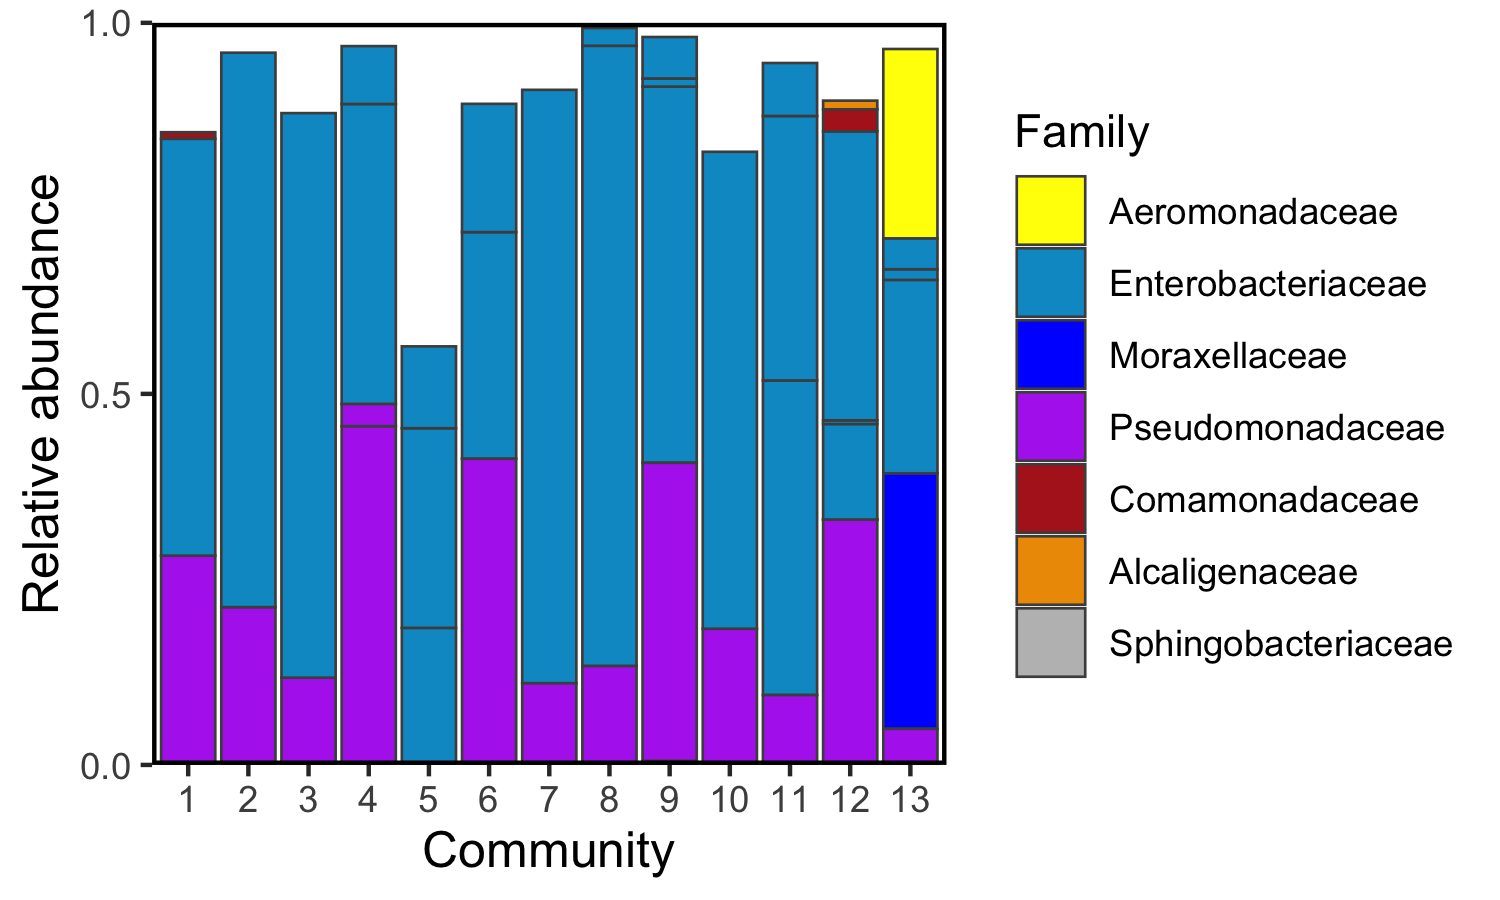 1.0
0.5
0.0
Relative abundance
1 2 3 4 5 6 7 8 9 10 11 12 13
Community
Family
Aeromonadaceae
Enterobacteriaceae
Moraxellaceae
Pseudomonadaceae
Comamonadaceae
Alcaligenaceae
Sphingobacteriaceae